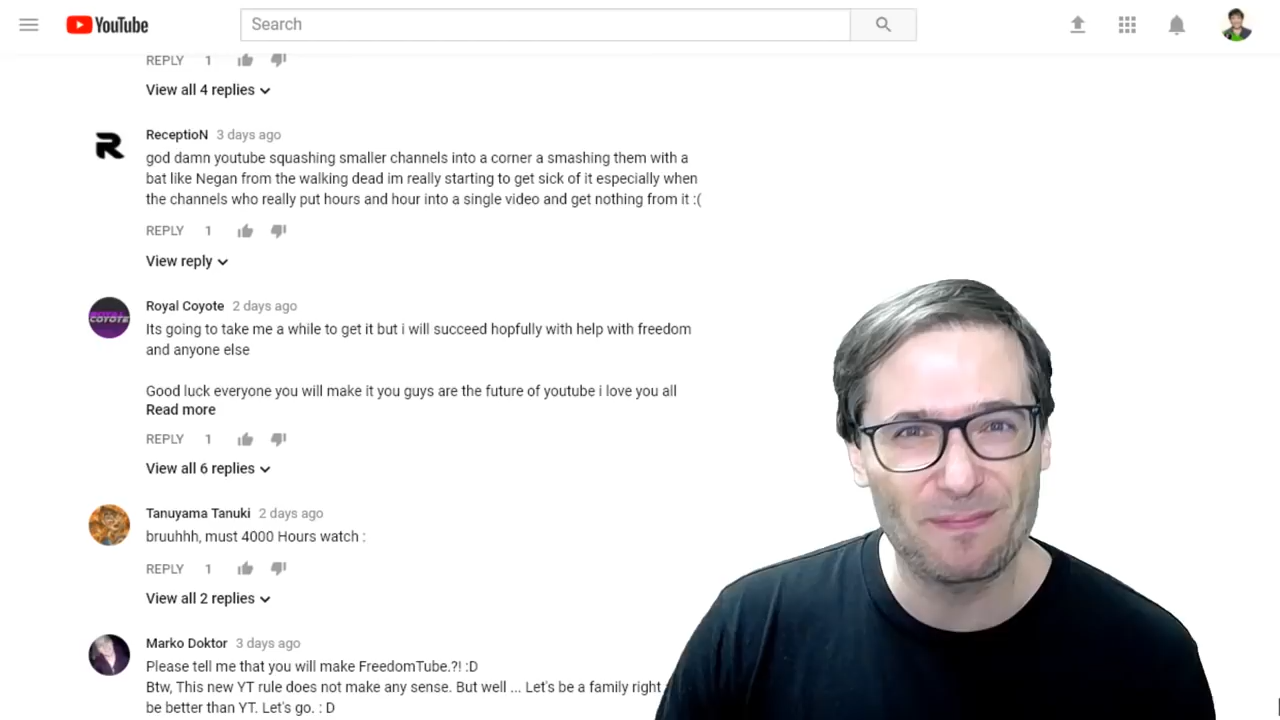 YouTube
Search
REPLY 1
View all 4 replies
ReceptioN 3 days ago
god damn youtube squashing smaller channels into a corner a smashing them with a
bat like Negan from the walking dead im really starting to get sick of it especially when
the channels who really put hours and hour into a single video and get nothing from it :(
REPLY 1
View reply
Royal Coyote 2 days ago
Its going to take me a while to get it but i will succeed hopfully with help with freedom
and anyone else
Good luck everyone you will make it you guys are the future of youtube i love you all
Read more
REPLY 1
View all 6 replies
Tanuyama Tanuki 2 days ago
bruuhhh, must 4000 Hours watch :
REPLY 1
View all 2 replies
Marko Doktor 3 days ago
Please tell me that you will make FreedomTube.?! :D
Btw, This new YT rule does not make any sense. But well ... Let's be a family right
be better than YT. Let's go. : D